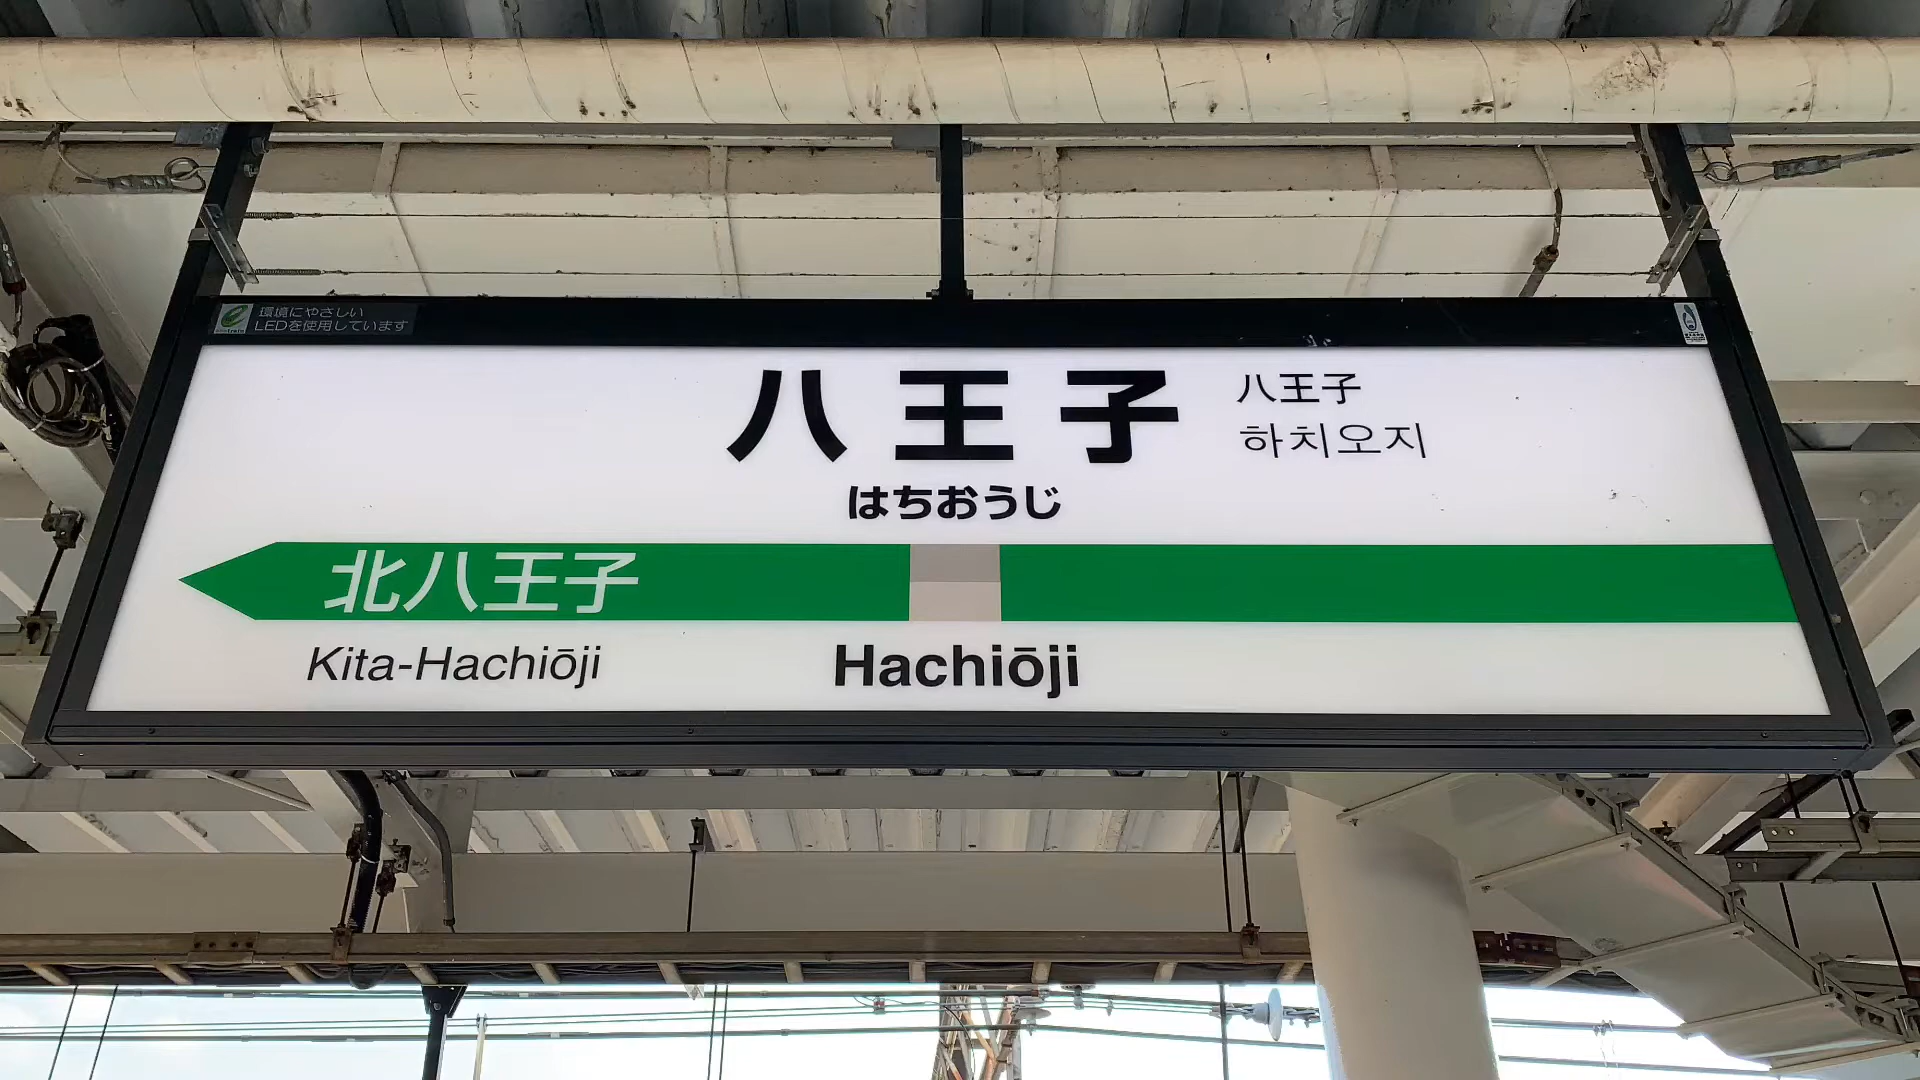 環境にやさしい
LEDを使用しています
八王子
八王子
하치오지
はちおうじ
北八王子
Kita-Hachiōji
Hachiōji